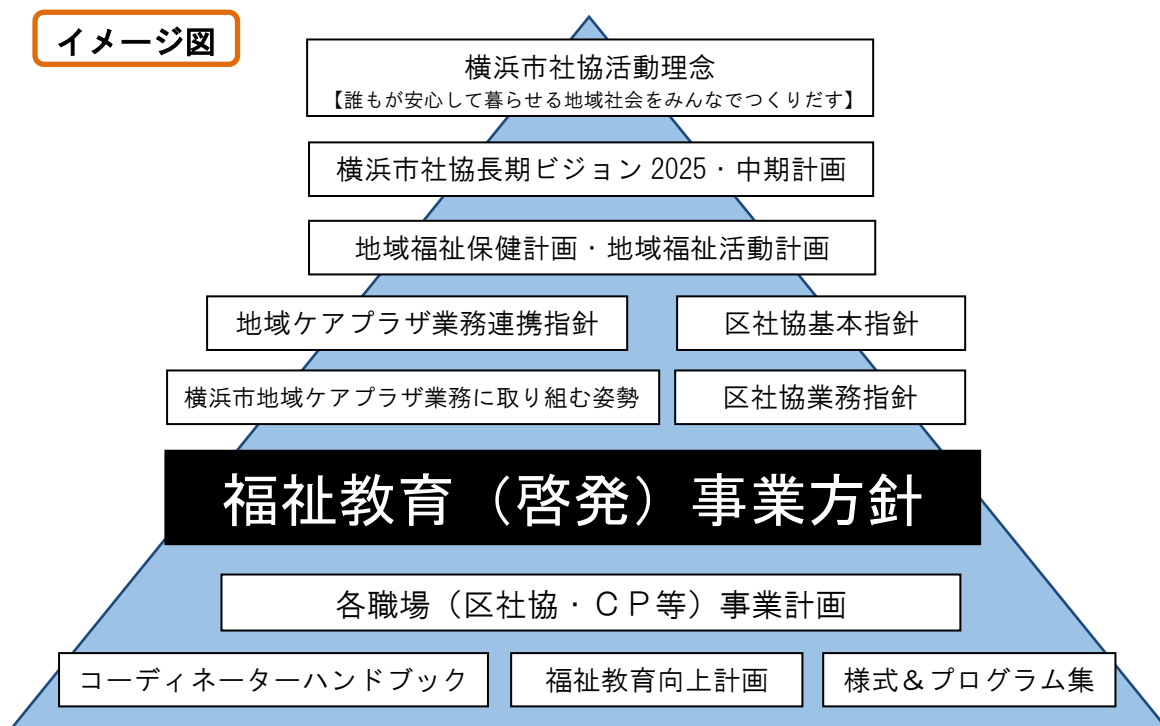 イメージ図
横浜市社協活動理念
【誰もが安心して暮らせる地域社会をみんなでつくりだす】
横浜市社協長期ビジョン 2025・中期計画
地域福祉保健計画・地域福祉活動計画
地域ケアプラザ業務連携指針
区社協基本指針
横浜市地域ケアプラザ業務に取り組む姿勢
区社協業務指針
福祉教育（啓発）事業方針
各職場（区社協・ＣＰ等）事業計画
コーディネーターハンドブック
福祉教育向上計画
様式＆プログラム集